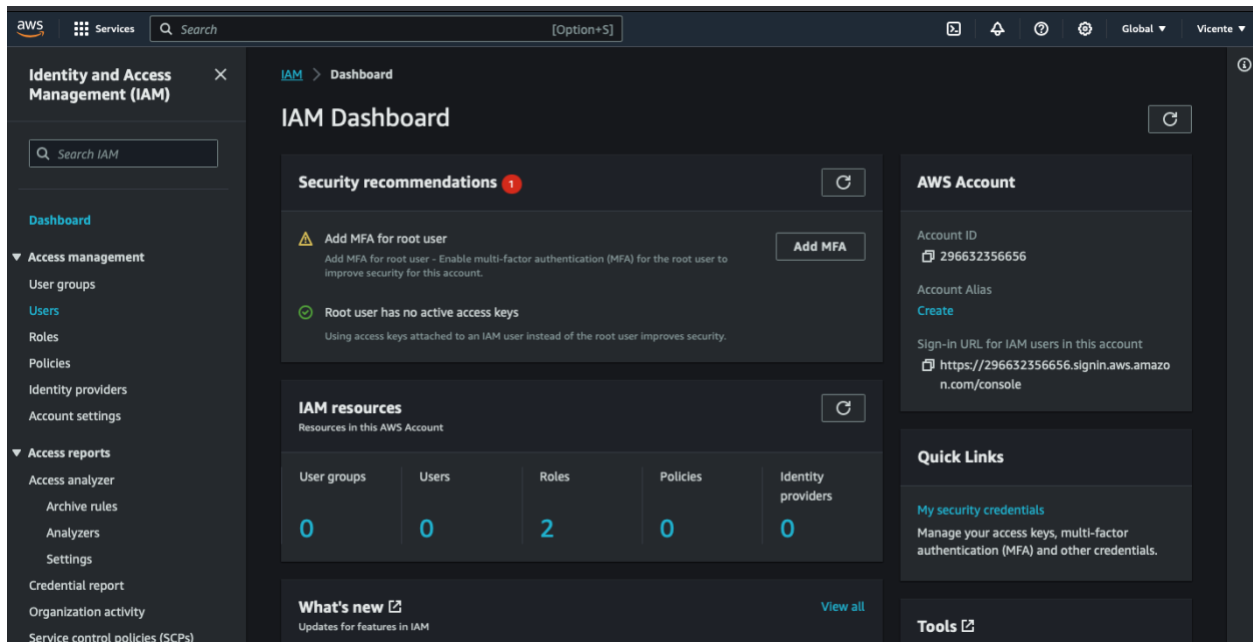 aws
Services
Search
[Option+S]
Global
Vicente
Identity and Access
Management (IAM)
Search IAM
Dashboard
Access management
User groups
Users
Roles
Policies
Identity providers
Account settings
Access reports
Access analyzer
Archive rules
Analyzers
Settings
Credential report
Organization activity
Service control policies (SCPs)
IAM > Dashboard
IAM Dashboard
Security recommendations 1
Add MFA for root user
Add MFA for root user - Enable multi-factor authentication (MFA) for the root user to
improve security for this account.
Add MFA
Root user has no active access keys
Using access keys attached to an IAM user instead of the root user improves security.
IAM resources
Resources in this AWS Account
User groups
Users
Roles
Policies
Identity
providers
0
0
2
0
0
What's new
View all
Updates for features in IAM
AWS Account
Account ID
296632356656
Account Alias
Create
Sign-in URL for IAM users in this account
https://296632356656.signin.aws.amazo
n.com/console
Quick Links
My security credentials
Manage your access keys, multi-factor
authentication (MFA) and other credentials.
Tools